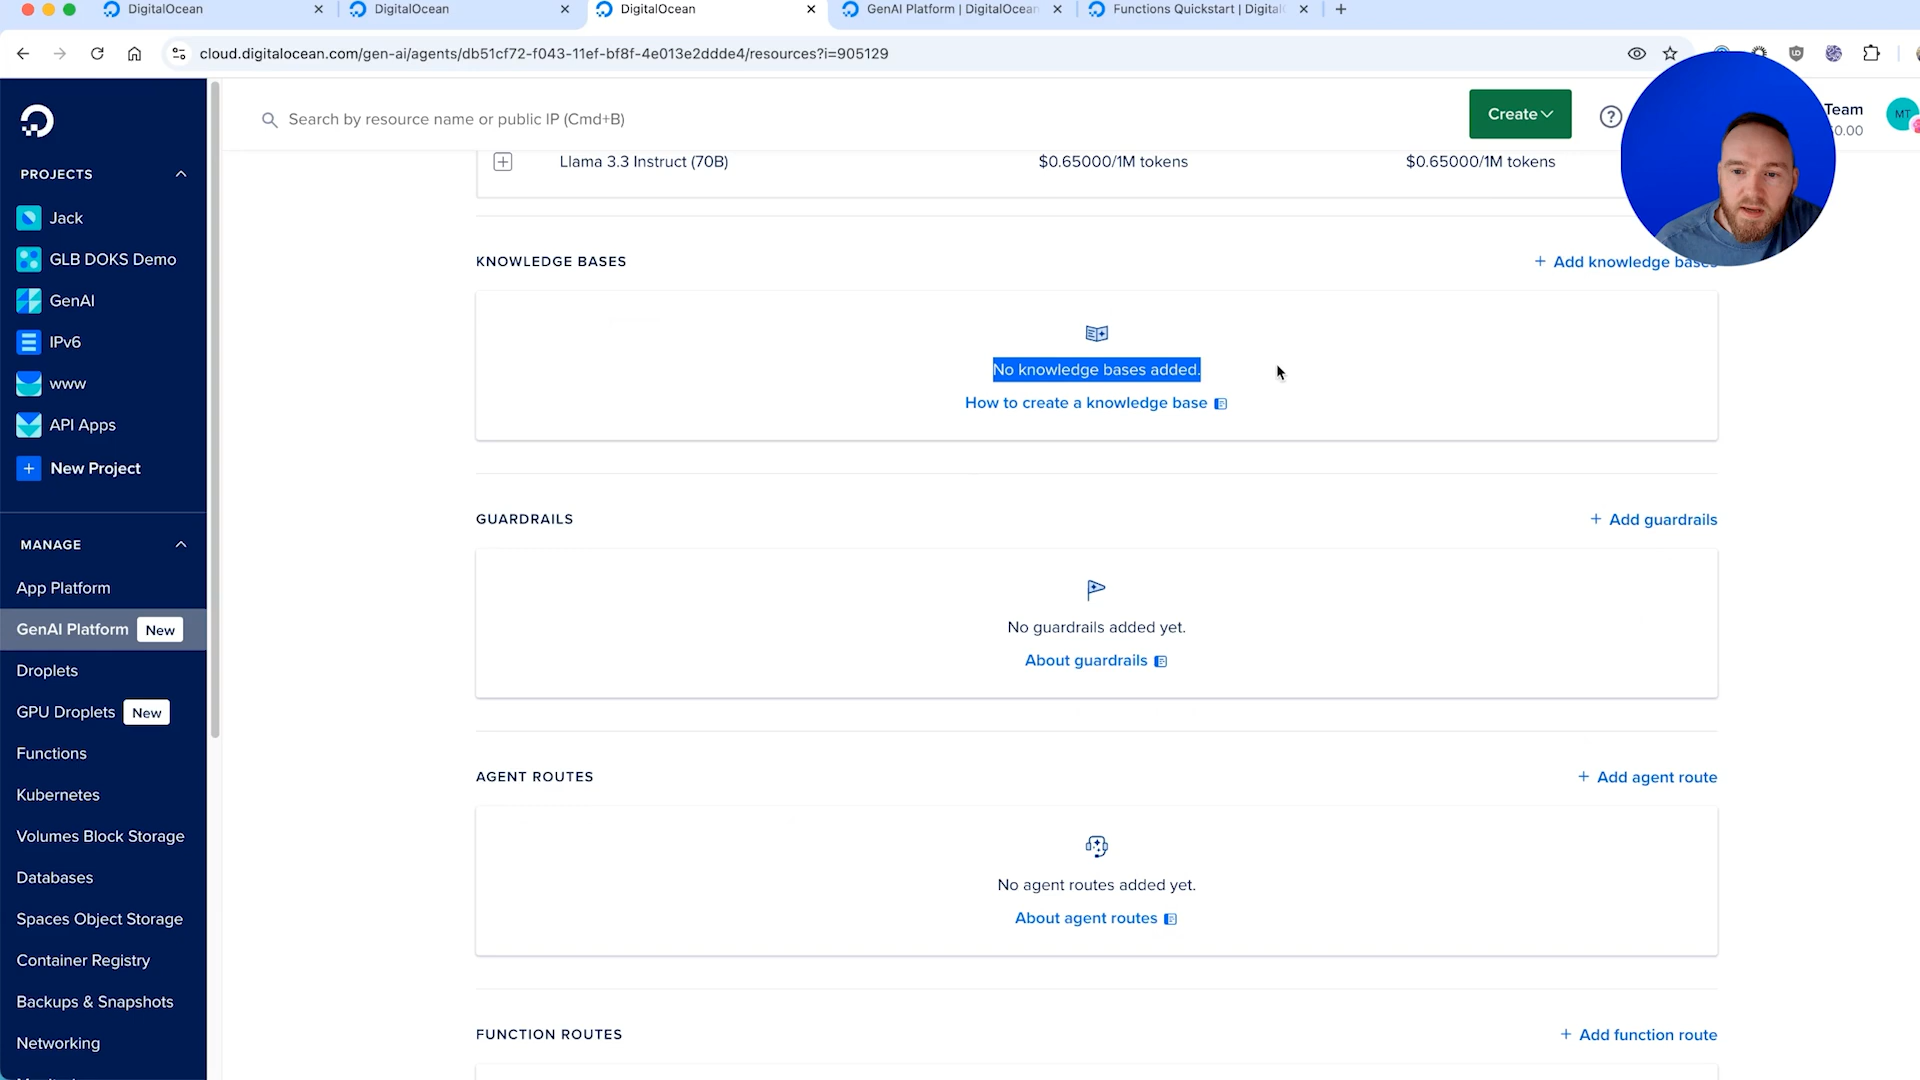 DigitalOcean
DigitalOcean
DigitalOcean
GenAI Platform | DigitalOcean
Functions Quickstart | Digital
cloud.digitalocean.com/gen-ai/agents/db51cf72-f043-11ef-bf8f-4e013e2ddde4/resources?i=905129
Search by resource name or public IP (Cmd+B)
Create
Team
MT
PROJECTS
Jack
GLB DOKS Demo
GenAI
IPv6
www
API Apps
New Project
MANAGE
App Platform
GenAI Platform New
Droplets
GPU Droplets New
Functions
Kubernetes
Volumes Block Storage
Databases
Spaces Object Storage
Container Registry
Backups & Snapshots
Networking
Llama 3.3 Instruct (70B) $0.65000/1M tokens $0.65000/1M tokens
KNOWLEDGE BASES
+ Add knowledge bases
No knowledge bases added.
How to create a knowledge base
GUARDRAILS
+ Add guardrails
No guardrails added yet.
About guardrails
AGENT ROUTES
+ Add agent route
No agent routes added yet.
About agent routes
FUNCTION ROUTES
+ Add function route